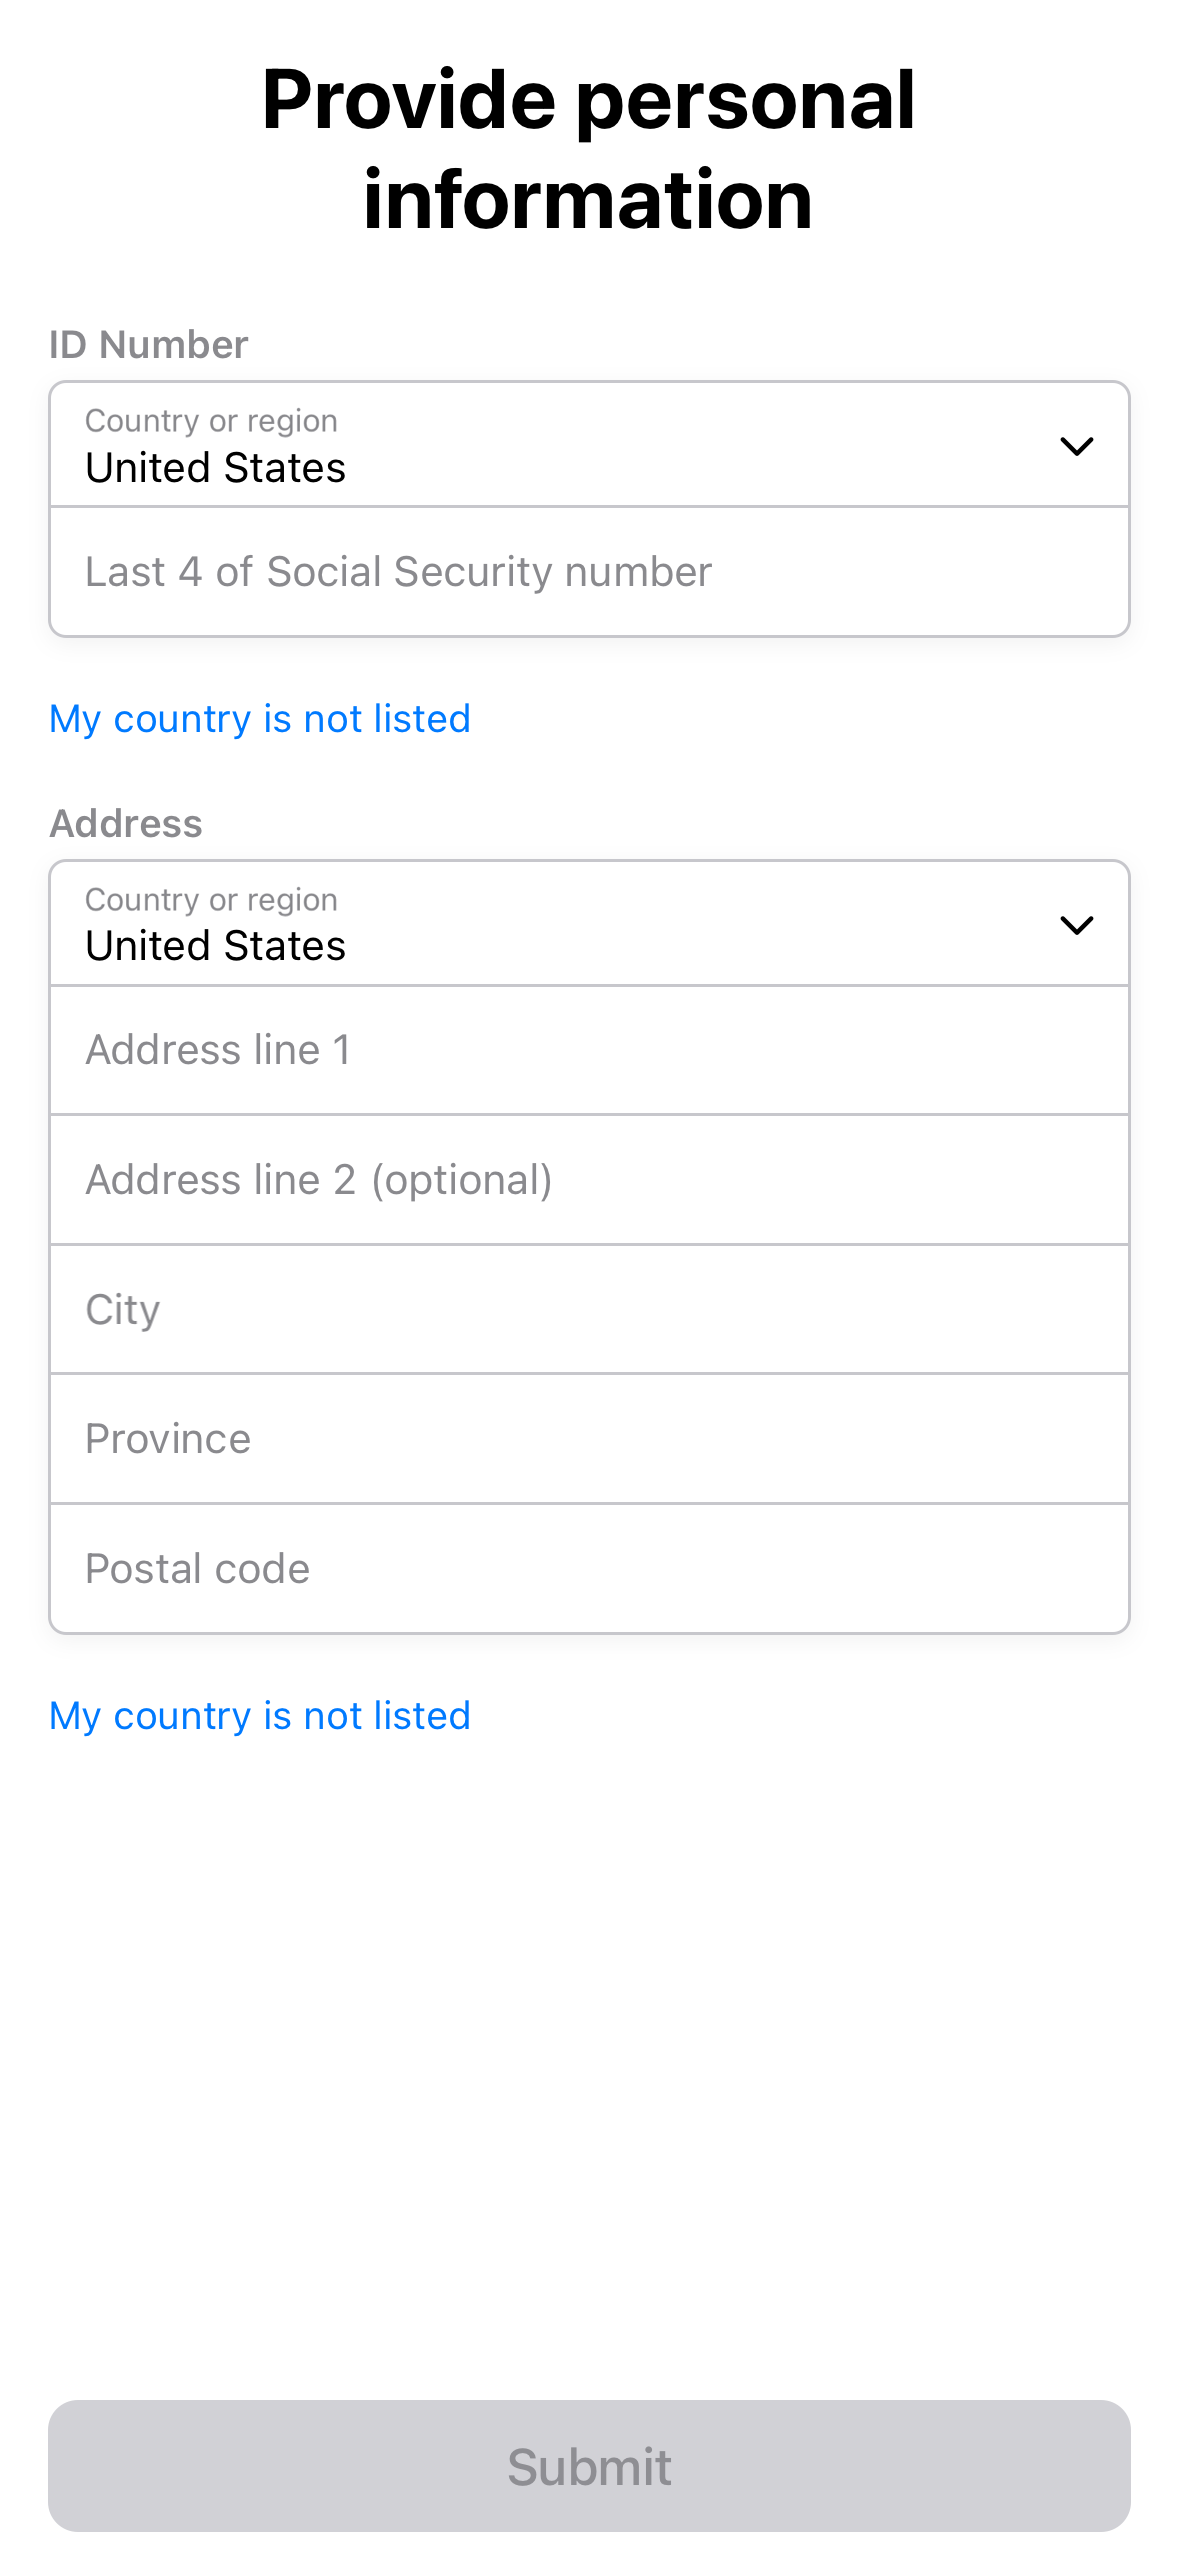 Provide personal
information
ID Number
Country or region
United States
Last 4 of Social Security number
My country is not listed
Address
Country or region
United States
Address line 1
Address line 2 (optional)
City
Province
Postal code
My country is not listed
Submit